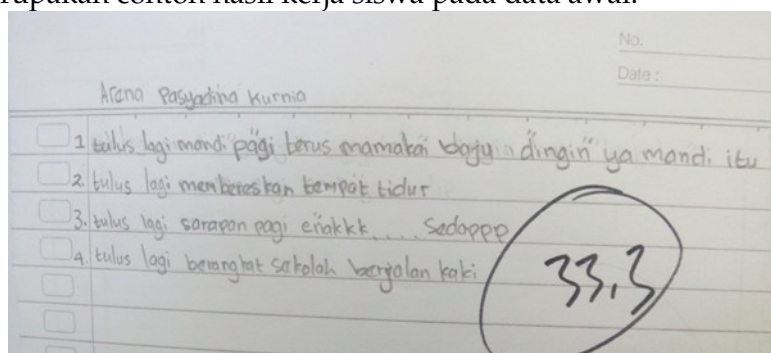 rupakan contoh hasil kerja siswa pada data awal.
No.
Date :
Arena Pasyadina Kurnia
1 tulus lagi mandi pagi terus mamakai baju dingin" ya mandi itu
2. tulus lagi membereskan tempat tidur
3. tulus lagi sarapan pagi enakkk.... Sedappp
4. tulus lagi berangkat sekolah berjalan kaki
33,3